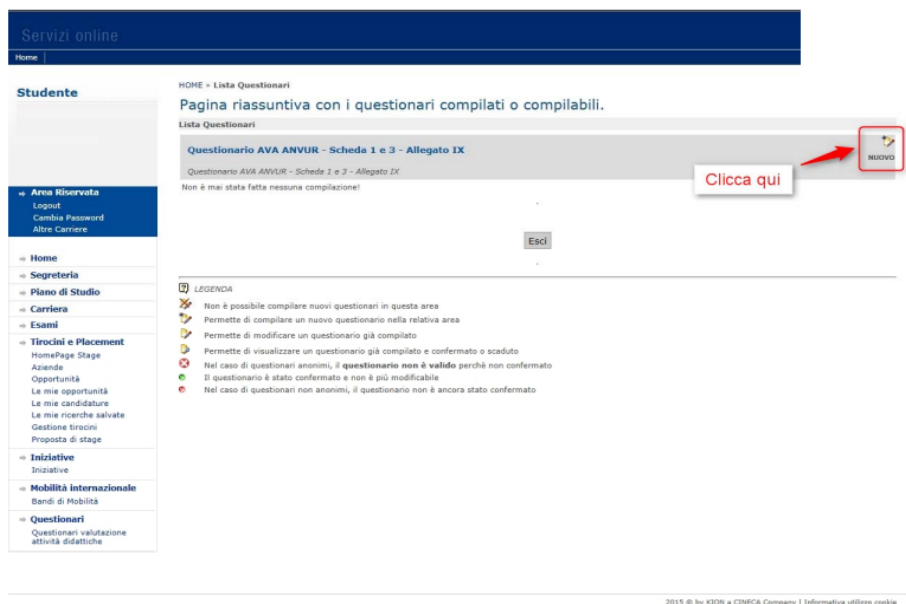 Servizi online
Home
Studente
Area Riservata
Logout
Cambia Password
Altre Carriere
Home
Segreteria
Piano di Studio
Carriera
Esami
Tirocini e Placement
HomePage Stage
Aziende
Opportunità
Le mie opportunità
Le mie candidature
Le mie ricerche salvate
Gestione tirocini
Proposta di stage
Iniziative
Iniziative
Mobilità internazionale
Bandi di Mobilità
Questionari
Questionari valutazione
attività didattiche
HOME » Lista Questionari
Pagina riassuntiva con i questionari compilati o compilabili.
Lista Questionari
Questionario AVA ANVUR - Scheda 1 e 3 - Allegato IX
Questionario AVA ANVUR - Scheda 1 e 3 - Allegato IX
NUOVO
Clicca qui
Non è mai stata fatta nessuna compilazione!
Esci
LEGENDA
Non è possibile compilare nuovi questionari in questa area
Permette di compilare un nuovo questionario nella relativa area
Permette di modificare un questionario già compilato
Permette di visualizzare un questionario già compilato e confermato o scaduto
Nel caso di questionari anonimi, il questionario non è valido perchè non confermato
Il questionario è stato confermato e non è più modificabile
Nel caso di questionari non anonimi, il questionario non è ancora stato confermato
2015 © by KION a CINECA Company | Informativa utilizzo cookie